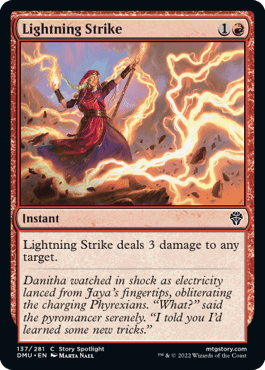 Lightning Strike 1
Instant
Lightning Strike deals 3 damage to any
target.
Danitha watched in shock as electricity
lanced from Jaya's fingertips, obliterating
the charging Phyrexians. "What?" said
the pyromancer serenely. "I told you I'd
learned some new tricks."
137/281 C Story Spotlight mtgstory.com
DMU • EN Marta Nael ™ & © 2022 Wizards of the Coast